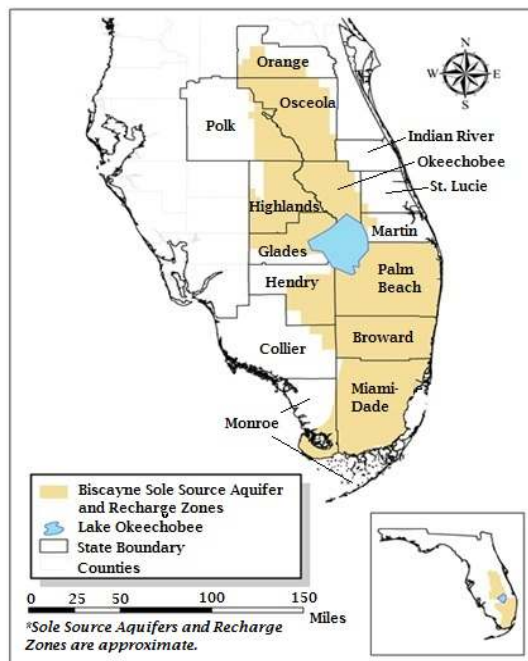 N
W E
S
Orange
Osceola
Polk
Indian River
Okeechobee
St. Lucie
Highlands
Martin
Glades
Palm
Beach
Hendry
Broward
Collier
Miami-
Dade
Monroe
Biscayne Sole Source Aquifer
and Recharge Zones
Lake Okeechobee
State Boundary
Counties
0 25 50 100 150
Miles
*Sole Source Aquifers and Recharge
Zones are approximate.